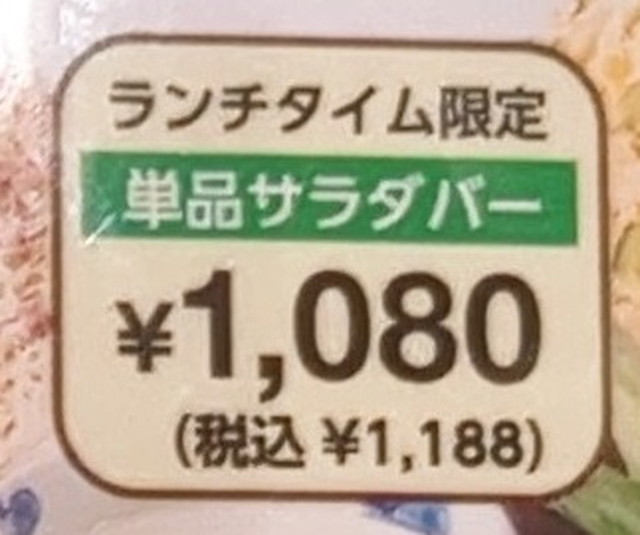 ランチタイム限定
単品サラダバー
¥1,080
(税込 ¥1,188)